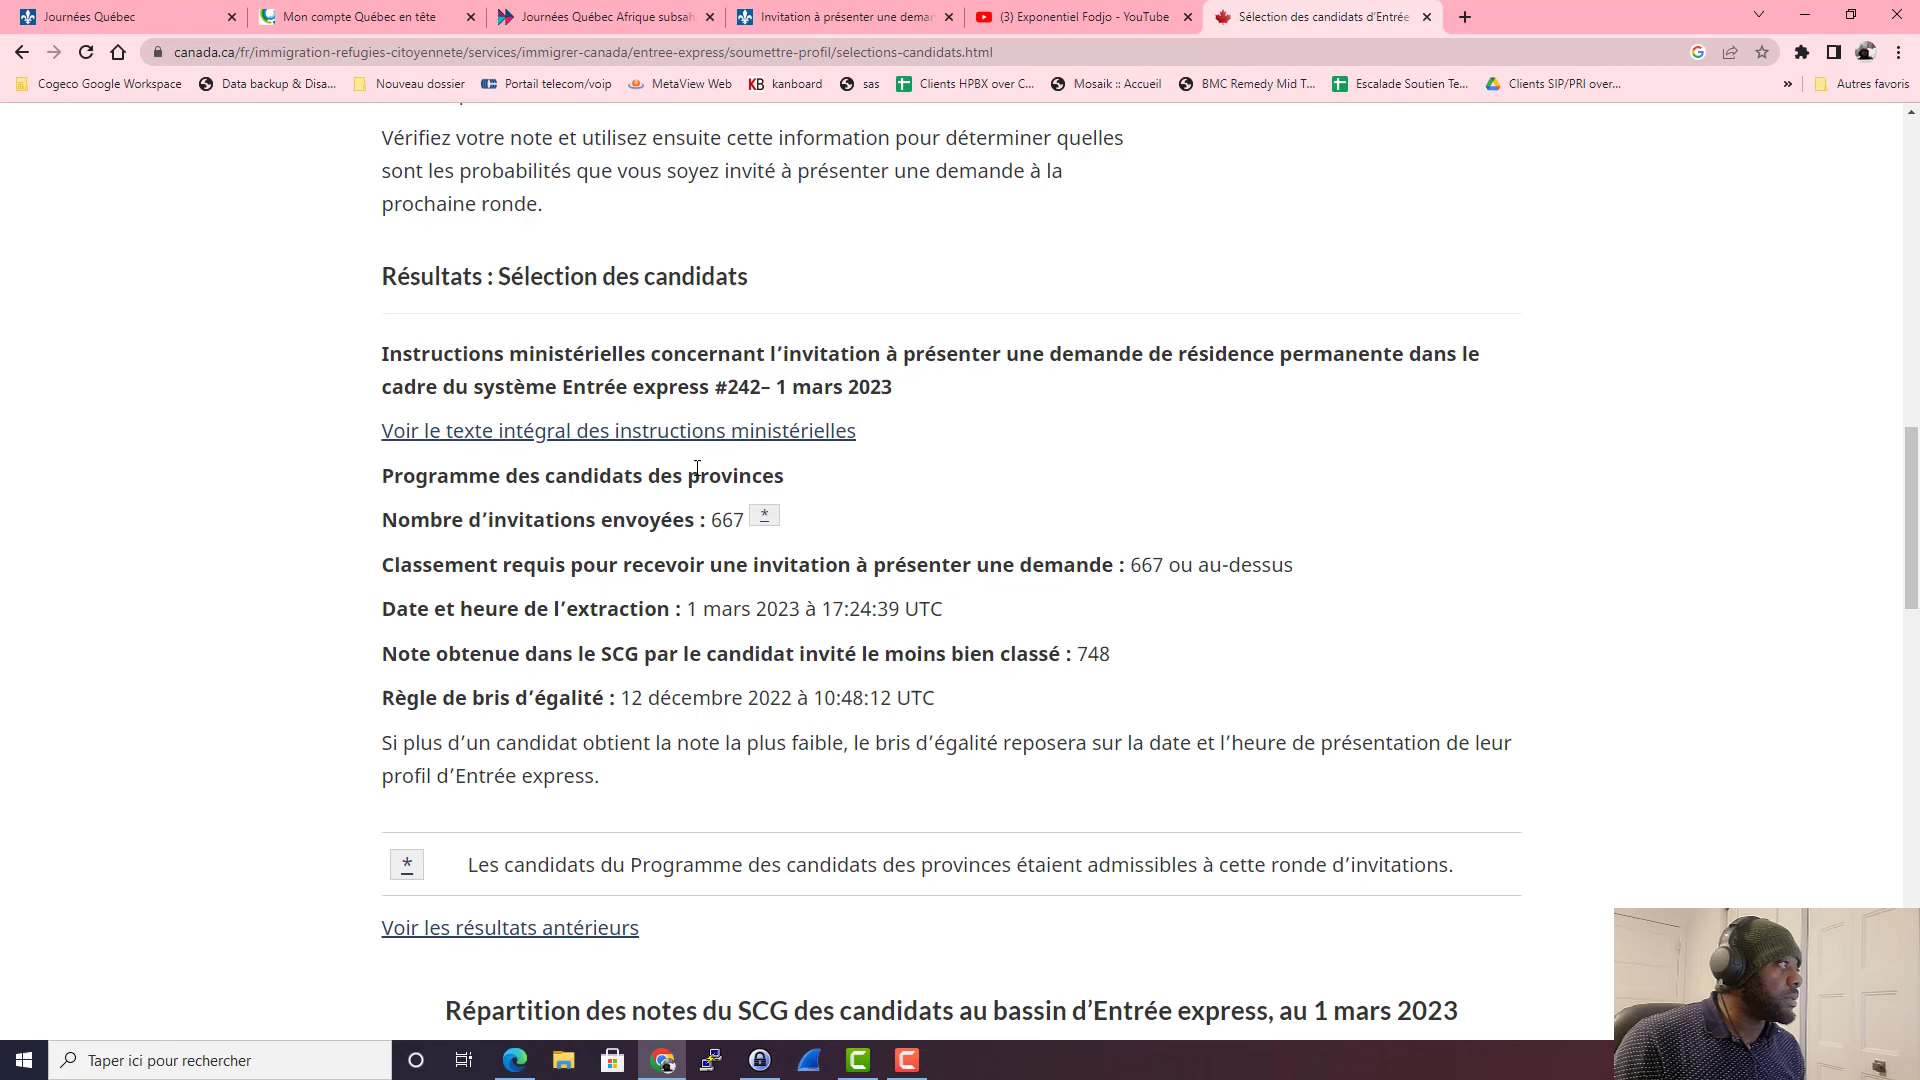 Journées Québec
Mon compte Québec en tête
Journées Québec Afrique subsah
Invitation à présenter une deman
(3) Exponentiel Fodjo - YouTube
Sélection des candidats d'Entrée
canada.ca/fr/immigration-refugies-citoyennete/services/immigrer-canada/entree-express/soumettre-profil/selections-candidats.html
Cogeco Google Workspace
Data backup & Disa...
Nouveau dossier
Portail telecom/voip
MetaView Web
KB kanboard
sas
Clients HPBX over C...
Mosaik :: Accueil
BMC Remedy Mid T...
Escalade Soutien Te...
Clients SIP/PRI over...
»
Autres favoris
Vérifiez votre note et utilisez ensuite cette information pour déterminer quelles
sont les probabilités que vous soyez invité à présenter une demande à la
prochaine ronde.
Résultats : Sélection des candidats
Instructions ministérielles concernant l'invitation à présenter une demande de résidence permanente dans le
cadre du système Entrée express #242– 1 mars 2023
Voir le texte intégral des instructions ministérielles
Programme des candidats des provinces
Nombre d'invitations envoyées : 667 *
Classement requis pour recevoir une invitation à présenter une demande : 667 ou au-dessus
Date et heure de l'extraction : 1 mars 2023 à 17:24:39 UTC
Note obtenue dans le SCG par le candidat invité le moins bien classé : 748
Règle de bris d'égalité : 12 décembre 2022 à 10:48:12 UTC
Si plus d'un candidat obtient la note la plus faible, le bris d'égalité reposera sur la date et l'heure de présentation de leur
profil d'Entrée express.
* Les candidats du Programme des candidats des provinces étaient admissibles à cette ronde d'invitations.
Voir les résultats antérieurs
Répartition des notes du SCG des candidats au bassin d'Entrée express, au 1 mars 2023
Taper ici pour rechercher